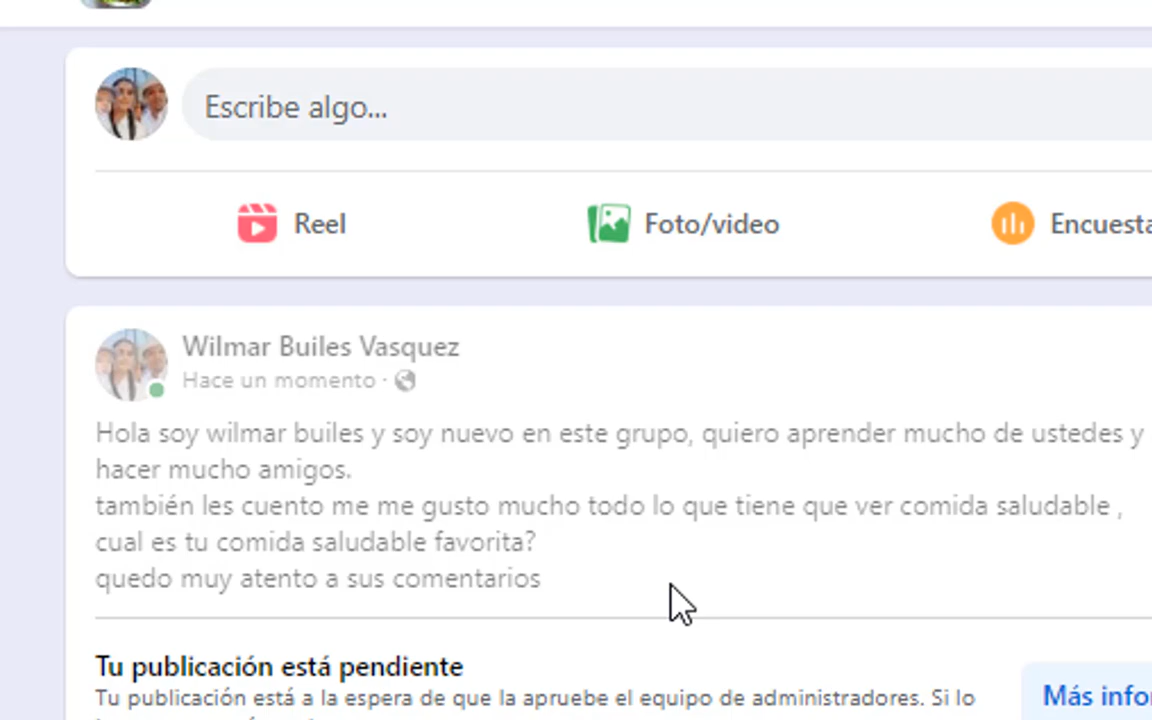 Escribe algo...
Reel
Foto/video
Encuesta
Wilmar Builes Vasquez
Hace un momento ·
Hola soy wilmar builes y soy nuevo en este grupo, quiero aprender mucho de ustedes y
hacer mucho amigos.
también les cuento me me gusto mucho todo lo que tiene que ver comida saludable ,
cual es tu comida saludable favorita?
quedo muy atento a sus comentarios
Tu publicación está pendiente
Tu publicación está a la espera de que la apruebe el equipo de administradores. Si lo
Más infor